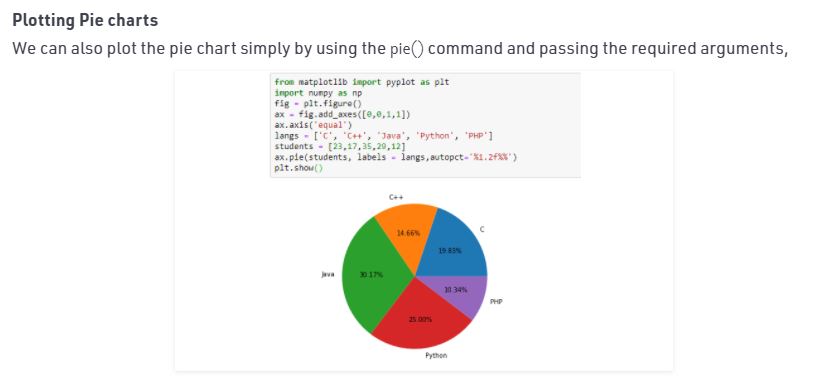 Plotting Pie charts
We can also plot the pie chart simply by using the pie() command and passing the required arguments,
from matplotlib import pyplot as plt
import numpy as np
fig = plt.figure()
ax = fig.add_axes([0,0,1,1])
ax.axis('equal')
langs = ['C', 'C++', 'Java', 'Python', 'PHP']
students = [23,17,35,29,12]
ax.pie(students, labels = langs,autopct='%1.2f%%')
plt.show()
C++
14.66%
C
19.83%
Java
30.17%
10.34%
PHP
25.00%
Python